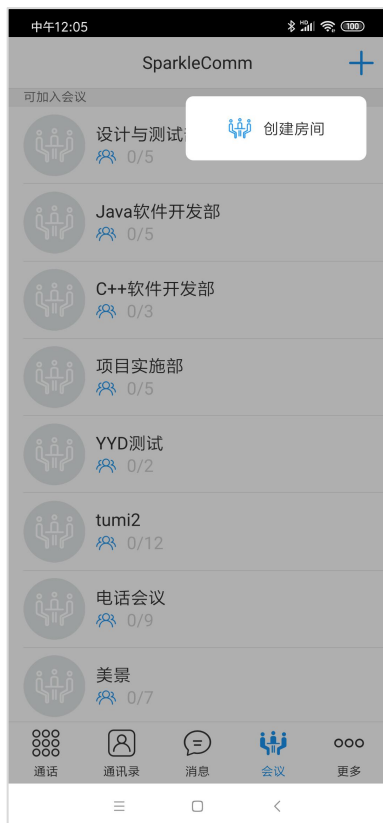 中午12:05
HD
100
SparkleComm
可加入会议
创建房间
设计与测试
0/5
Java软件开发部
0/5
C++软件开发部
0/3
项目实施部
0/5
YYD测试
0/2
tumi2
0/12
电话会议
0/9
美景
0/7
通话 通讯录 消息 会议 更多